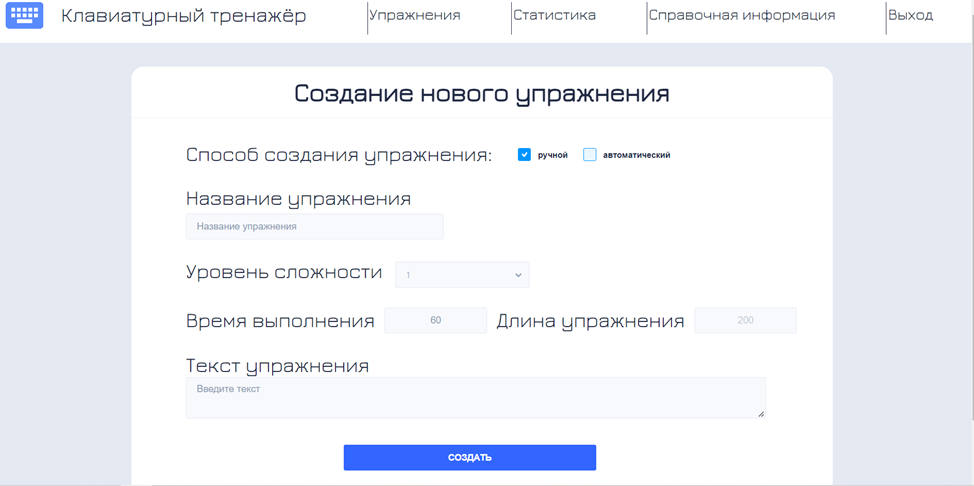 Клавиатурный тренажёр Упражнения Статистика Справочная информация Выход
Создание нового упражнения
Способ создания упражнения: ручной автоматический
Название упражнения
Название упражнения
Уровень сложности 1
Время выполнения 60 Длина упражнения 200
Текст упражнения
Введите текст
СОЗДАТЬ